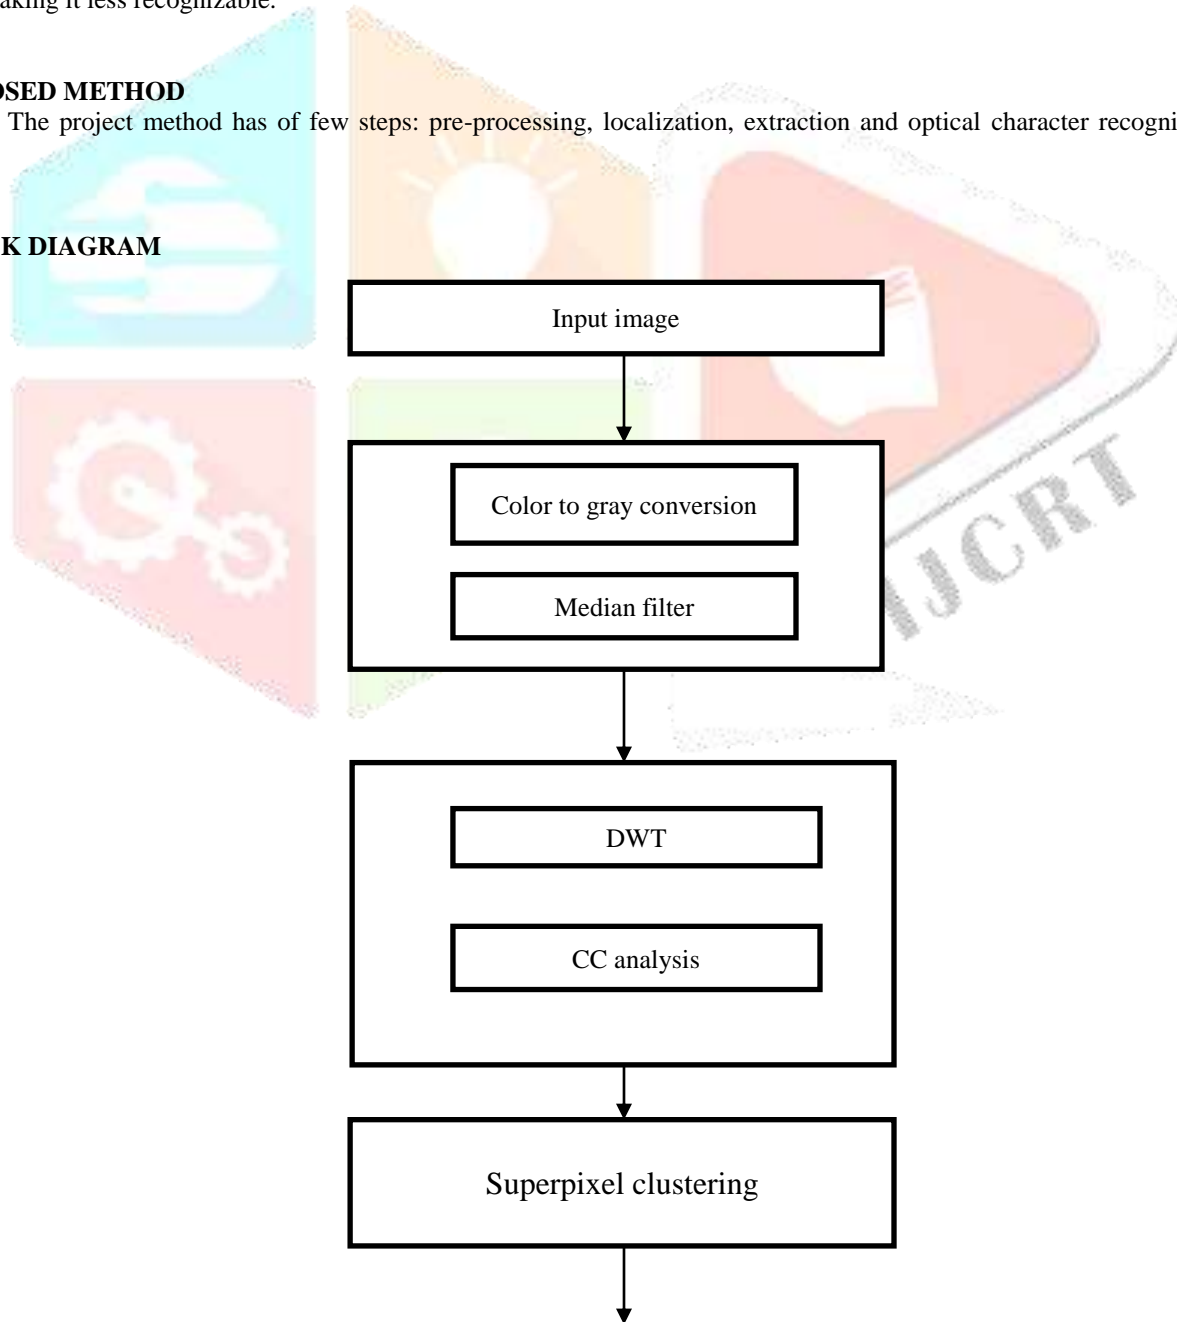 aking it less recognizable.
OSED METHOD
The project method has of few steps: pre-processing, localization, extraction and optical character recogni
K DIAGRAM
Input image
Color to gray conversion
Median filter
IJCRT
DWT
CC analysis
Superpixel clustering